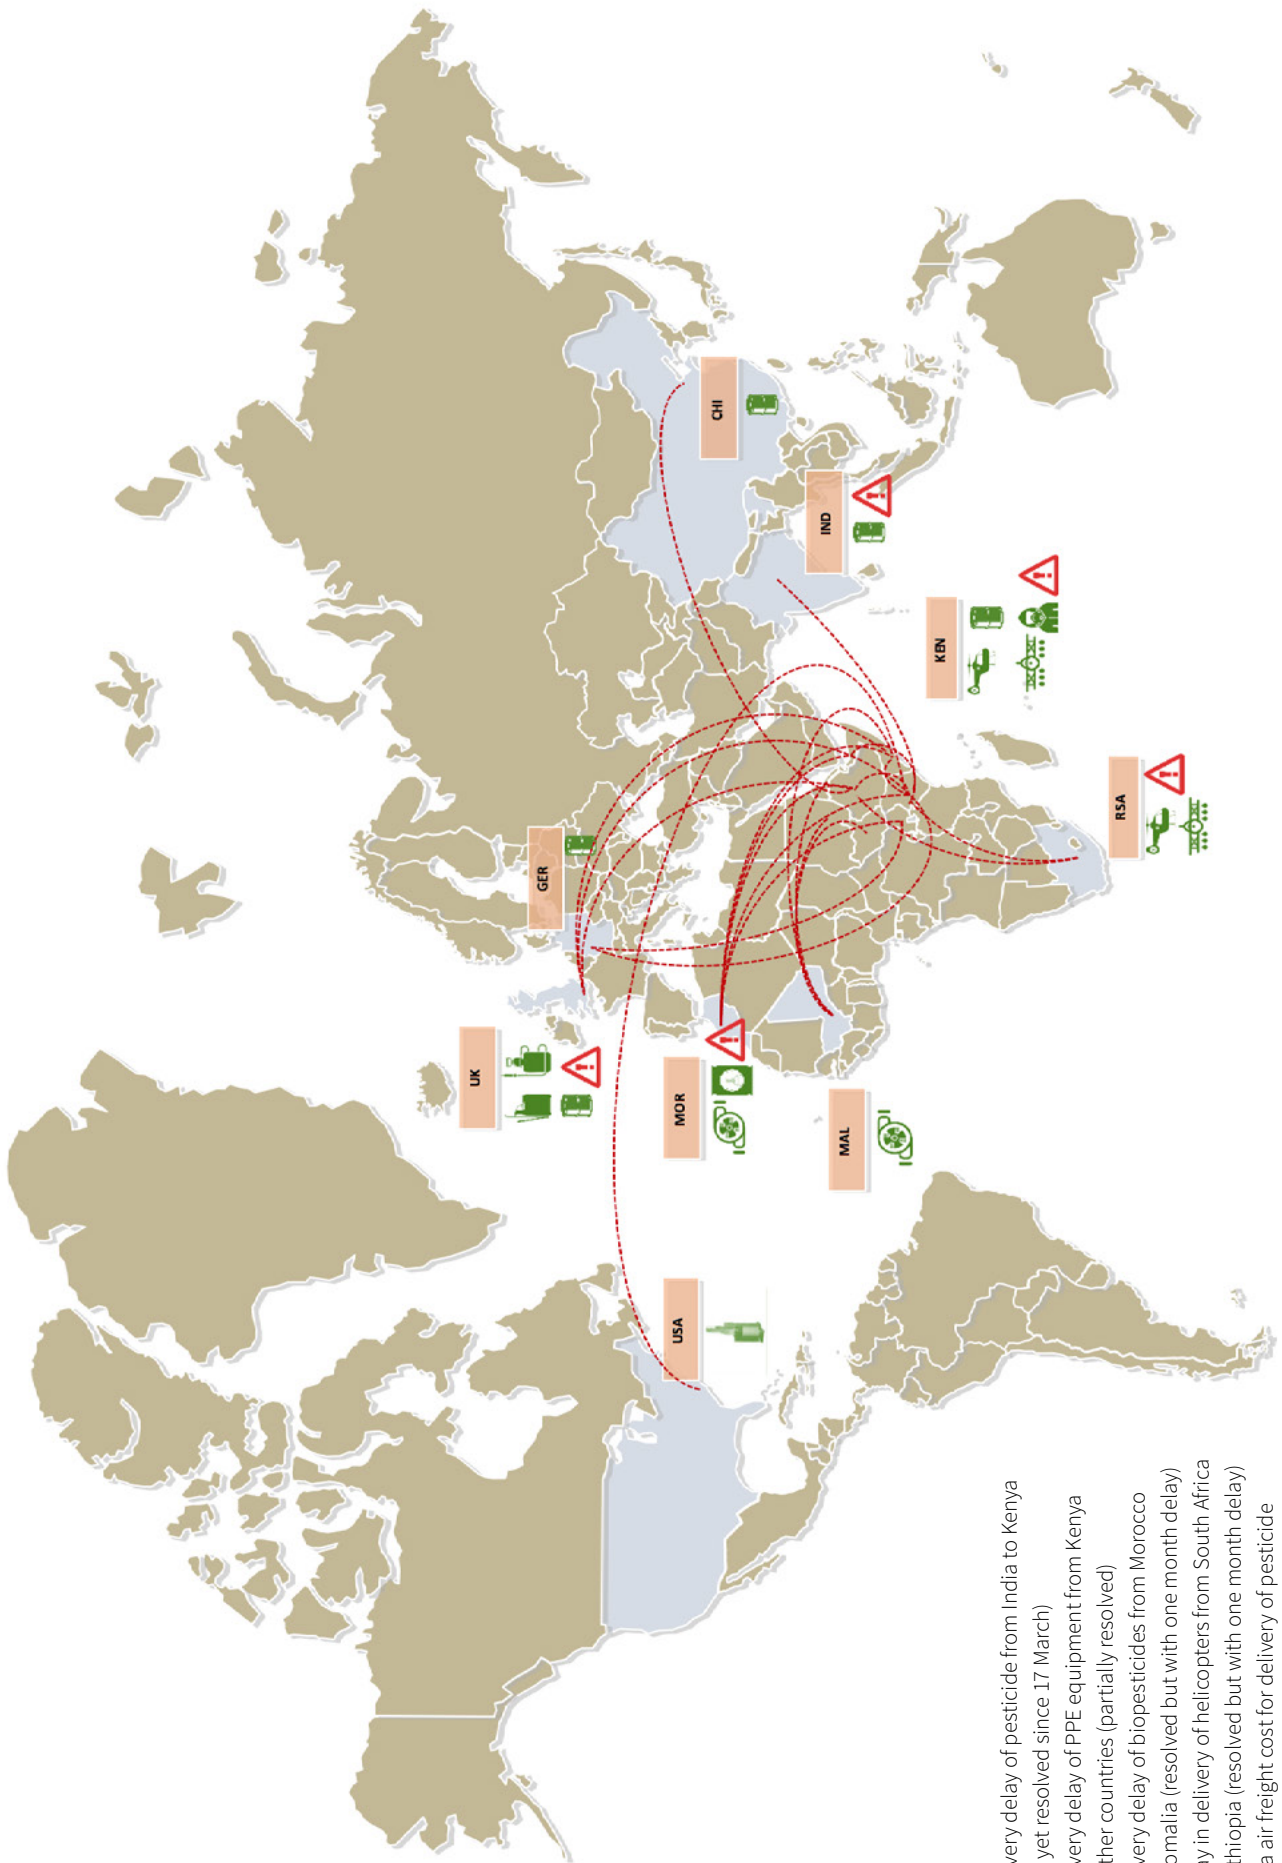 USA
UK
MOR
MAL
GER
RSA
KEN
IND
CHI
very delay of pesticide from India to Kenya
yet resolved since 17 March)
very delay of PPE equipment from Kenya
ther countries (partially resolved)
very delay of biopesticides from Morocco
omalia (resolved but with one month delay)
y in delivery of helicopters from South Africa
thiopia (resolved but with one month delay)
a air freight cost for delivery of pesticide